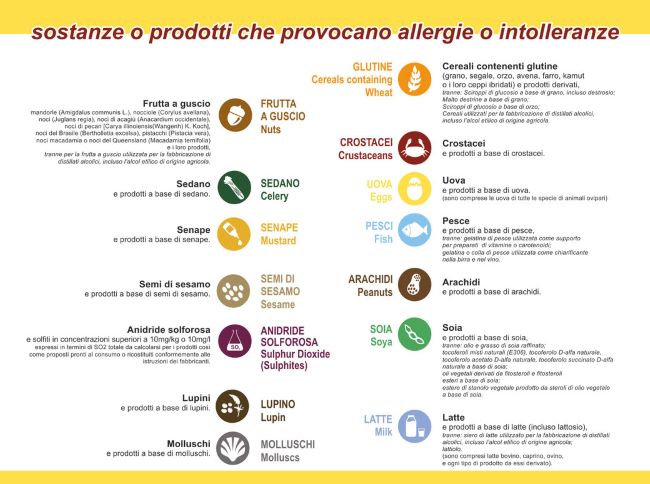 sostanze o prodotti che provocano allergie o intolleranze
Frutta a guscio
mandorle (Amigdalus communis L.), nocciole (Corylus avellana),
noci (Juglans regia), noci di acagiù (Anacardium occidentale),
noci di pecan [Carya illinoiensis(Wangenh) K. Koch],
noci del Brasile (Bertholletia excelsa), pistacchi (Pistacia vera),
noci macadamia o noci del Queensland (Macadamia ternifolia)
e i loro prodotti,
tranne per la frutta a guscio utilizzata per la fabbricazione di
distillati alcolici, incluso l'alcol etilico di origine agricola.
FRUTTA
A GUSCIO
Nuts
Sedano
e prodotti a base di sedano.
SEDANO
Celery
Senape
e prodotti a base di senape.
SENAPE
Mustard
Semi di sesamo
e prodotti a base di semi di sesamo.
SEMI DI
SESAMO
Sesame
Anidride solforosa
e solfiti in concentrazioni superiori a 10mg/kg o 10mg/l
espressi in termini di SO2 totale da calcolarsi per i prodotti così
come proposti pronti al consumo o ricostituiti conformemente alle
istruzioni dei fabbricanti.
SO₂
ANIDRIDE
SOLFOROSA
Sulphur Dioxide
(Sulphites)
Lupini
e prodotti a base di lupini.
LUPINO
Lupin
Molluschi
e prodotti a base di molluschi.
MOLLUSCHI
Molluscs
GLUTINE
Cereals containing
Wheat
Cereali contenenti glutine
(grano, segale, orzo, avena, farro, kamut
o i loro ceppi ibridati) e prodotti derivati,
tranne: Sciroppi di glucosio a base di grano, incluso destrosio;
Malto destrine a base di grano;
Sciroppi di glucosio a base di orzo;
Cereali utilizzati per la fabbricazione di distillati alcolici,
incluso l'alcol etilico di origine agricola.
CROSTACEI
Crustaceans
Crostacei
e prodotti a base di crostacei.
UOVA
Eggs
Uova
e prodotti a base di uova.
(sono comprese le uova di tutte le specie di animali ovipari)
PESCI
Fish
Pesce
e prodotti a base di pesce,
tranne: gelatina di pesce utilizzata come supporto
per preparati di vitamine o carotenoidi;
gelatina o colla di pesce utilizzata come chiarificante
nella birra e nel vino.
ARACHIDI
Peanuts
Arachidi
e prodotti a base di arachidi.
SOIA
Soya
Soia
e prodotti a base di soia,
tranne: olio e grasso di soia raffinato;
tocoferoli misti naturali (E306), tocoferolo D-alfa naturale,
tocoferolo acetato D-alfa naturale, tocoferolo succinato D-alfa
naturale a base di soia;
oli vegetali derivati da fitosteroli e fitosteroli
esteri a base di soia;
estere di stanolo vegetale prodotto da steroli di olio vegetale
a base di soia.
LATTE
Milk
Latte
e prodotti a base di latte (incluso lattosio),
tranne: siero di latte utilizzato per la fabbricazione di distillati
alcolici, incluso l'alcol etilico di origine agricola;
lattiolo.
(sono compresi latte bovino, caprino, ovino,
e ogni tipo di prodotto da essi derivato).